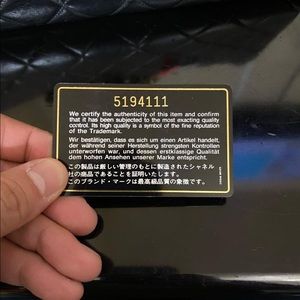 5194111
We certify the authenticity of this item and confirm
that it has been subjected to the most exacting quality
control. Its high quality is a symbol of the fine reputation
of the Trademark.
Wir bestätigen, dass es sich um einen Artikel handelt,
der während seiner Herstellung strengsten Kontrollen
unterworfen war, und dessen erstklassige Qualität
dem hohen Ansehen unserer Marke entspricht.
この製品は厳しい管理のもとに製造されたシャネル
社の商品であることを証明いたします。
このブランド・マークは最高級品質の象徴です。